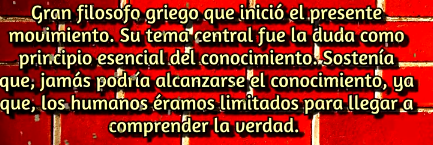 Gran filosofo griego que inició el presente
movimiento. Su tema central fue la duda como
principio esencial del conocimiento. Sostenía
que, jamás podría alcanzarse el conocimiento, ya
que, los humanos éramos limitados para llegar a
comprender la verdad.